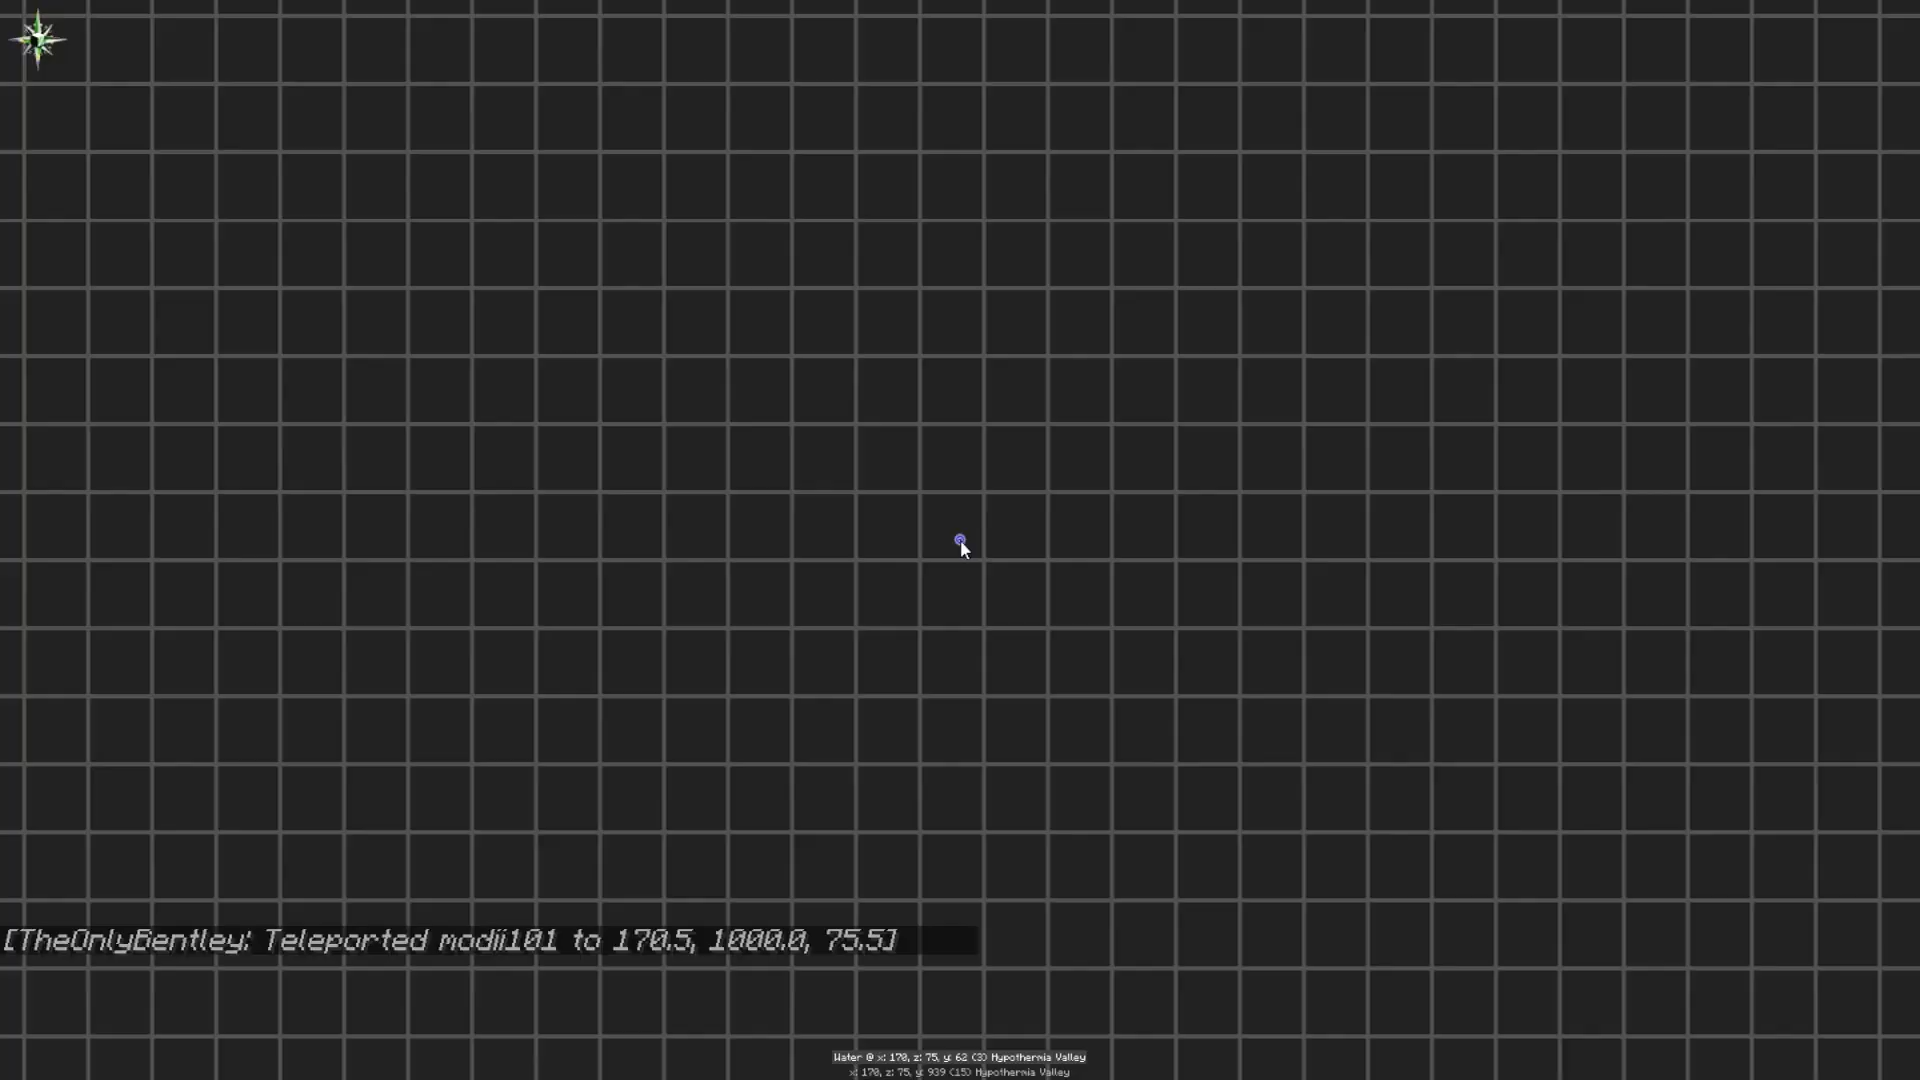 [TheOnlyBentley: Teleported modii101 to 170.5, 1000.0, 75.5]
Water @ x: 170, z: 75, y: 62 (3) Hypothermia Valley
x: 170, z: 75, y: 939 (15) Hypothermia Valley